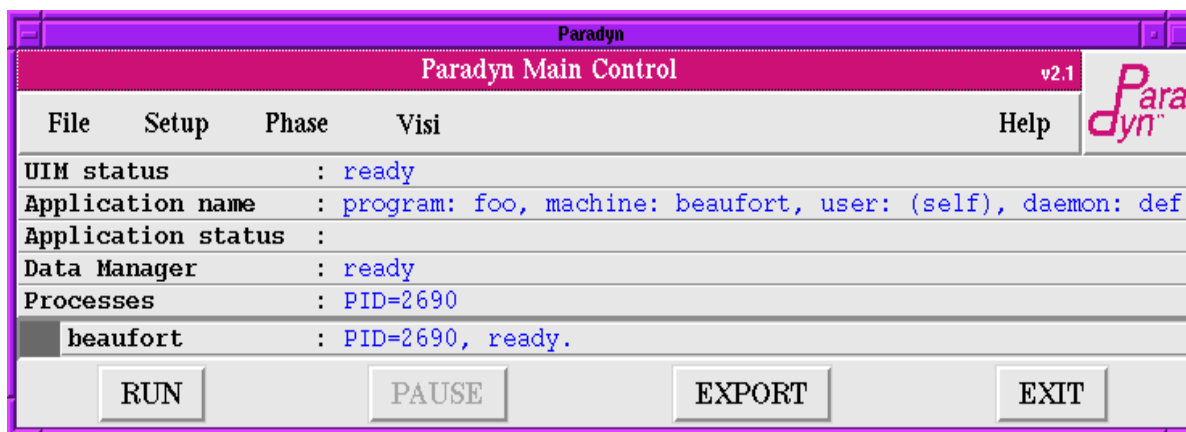 Paradyn
Paradyn Main Control v2.1
Paradyn™
File Setup Phase Visi Help
UIM status : ready
Application name : program: foo, machine: beaufort, user: (self), daemon: def
Application status :
Data Manager : ready
Processes : PID=2690
beaufort : PID=2690, ready.
RUN PAUSE EXPORT EXIT